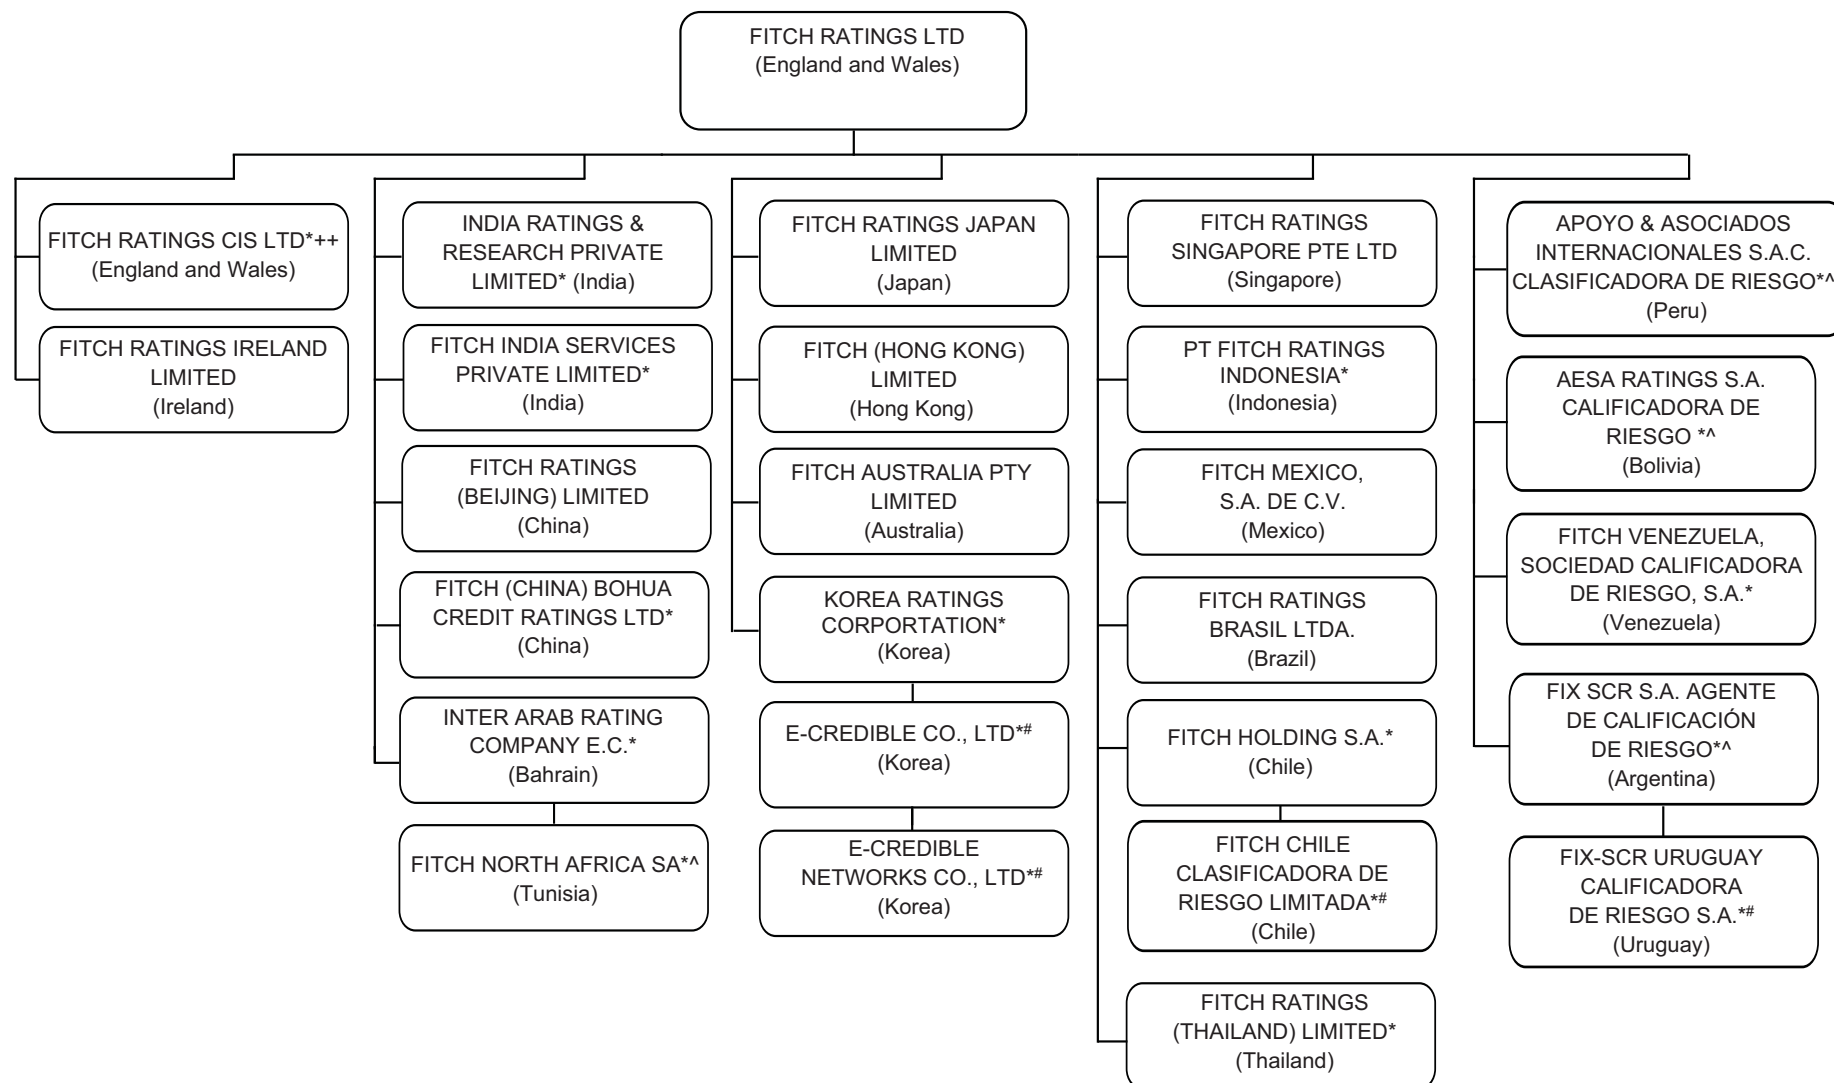 FITCH RATINGS LTD
(England and Wales)
FITCH RATINGS CIS LTD*++
(England and Wales)
FITCH RATINGS IRELAND
LIMITED
(Ireland)
INDIA RATINGS &
RESEARCH PRIVATE
LIMITED* (India)
FITCH INDIA SERVICES
PRIVATE LIMITED*
(India)
FITCH RATINGS
(BEIJING) LIMITED
(China)
FITCH (CHINA) BOHUA
CREDIT RATINGS LTD*
(China)
INTER ARAB RATING
COMPANY E.C.*
(Bahrain)
FITCH NORTH AFRICA SA*^
(Tunisia)
FITCH RATINGS JAPAN
LIMITED
(Japan)
FITCH (HONG KONG)
LIMITED
(Hong Kong)
FITCH AUSTRALIA PTY
LIMITED
(Australia)
KOREA RATINGS
CORPORTATION*
(Korea)
E-CREDIBLE CO., LTD*#
(Korea)
E-CREDIBLE
NETWORKS CO., LTD*#
(Korea)
FITCH RATINGS
SINGAPORE PTE LTD
(Singapore)
PT FITCH RATINGS
INDONESIA*
(Indonesia)
FITCH MEXICO,
S.A. DE C.V.
(Mexico)
FITCH RATINGS
BRASIL LTDA.
(Brazil)
FITCH HOLDING S.A.*
(Chile)
FITCH CHILE
CLASIFICADORA DE
RIESGO LIMITADA*#
(Chile)
FITCH RATINGS
(THAILAND) LIMITED*
(Thailand)
APOYO & ASOCIADOS
INTERNACIONALES S.A.C.
CLASIFICADORA DE RIESGO*^
(Peru)
AESA RATINGS S.A.
CALIFICADORA DE
RIESGO *^
(Bolivia)
FITCH VENEZUELA,
SOCIEDAD CALIFICADORA
DE RIESGO, S.A.*
(Venezuela)
FIX SCR S.A. AGENTE
DE CALIFICACIÓN
DE RIESGO*^
(Argentina)
FIX-SCR URUGUAY
CALIFICADORA
DE RIESGO S.A.*#
(Uruguay)